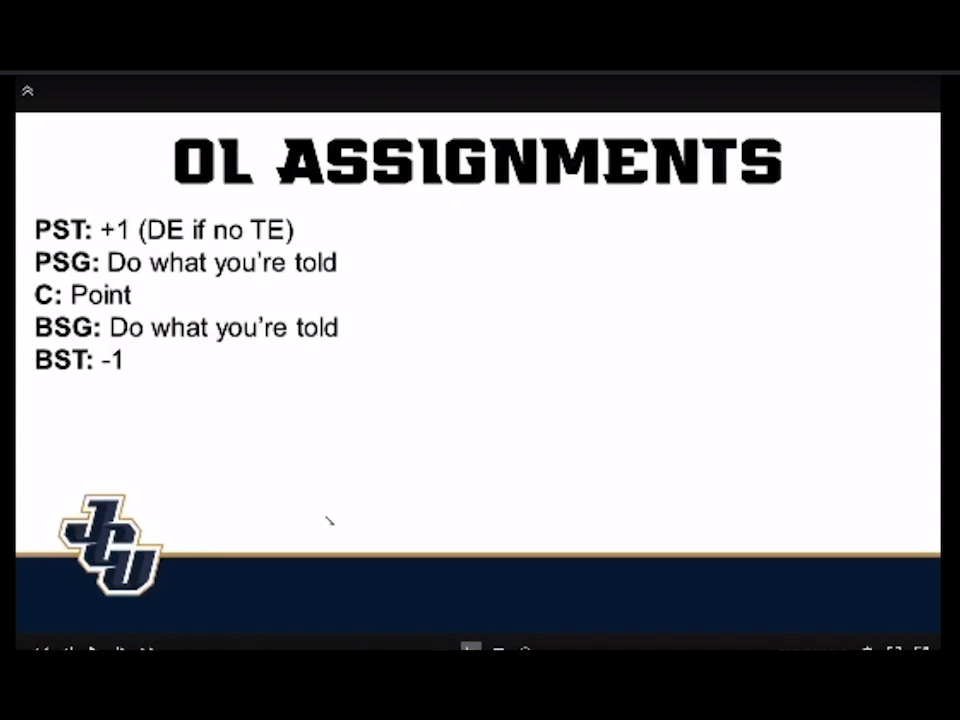 OL ASSIGNMENTS
PST: +1 (DE if no TE)
PSG: Do what you're told
C: Point
BSG: Do what you're told
BST: -1
JCU